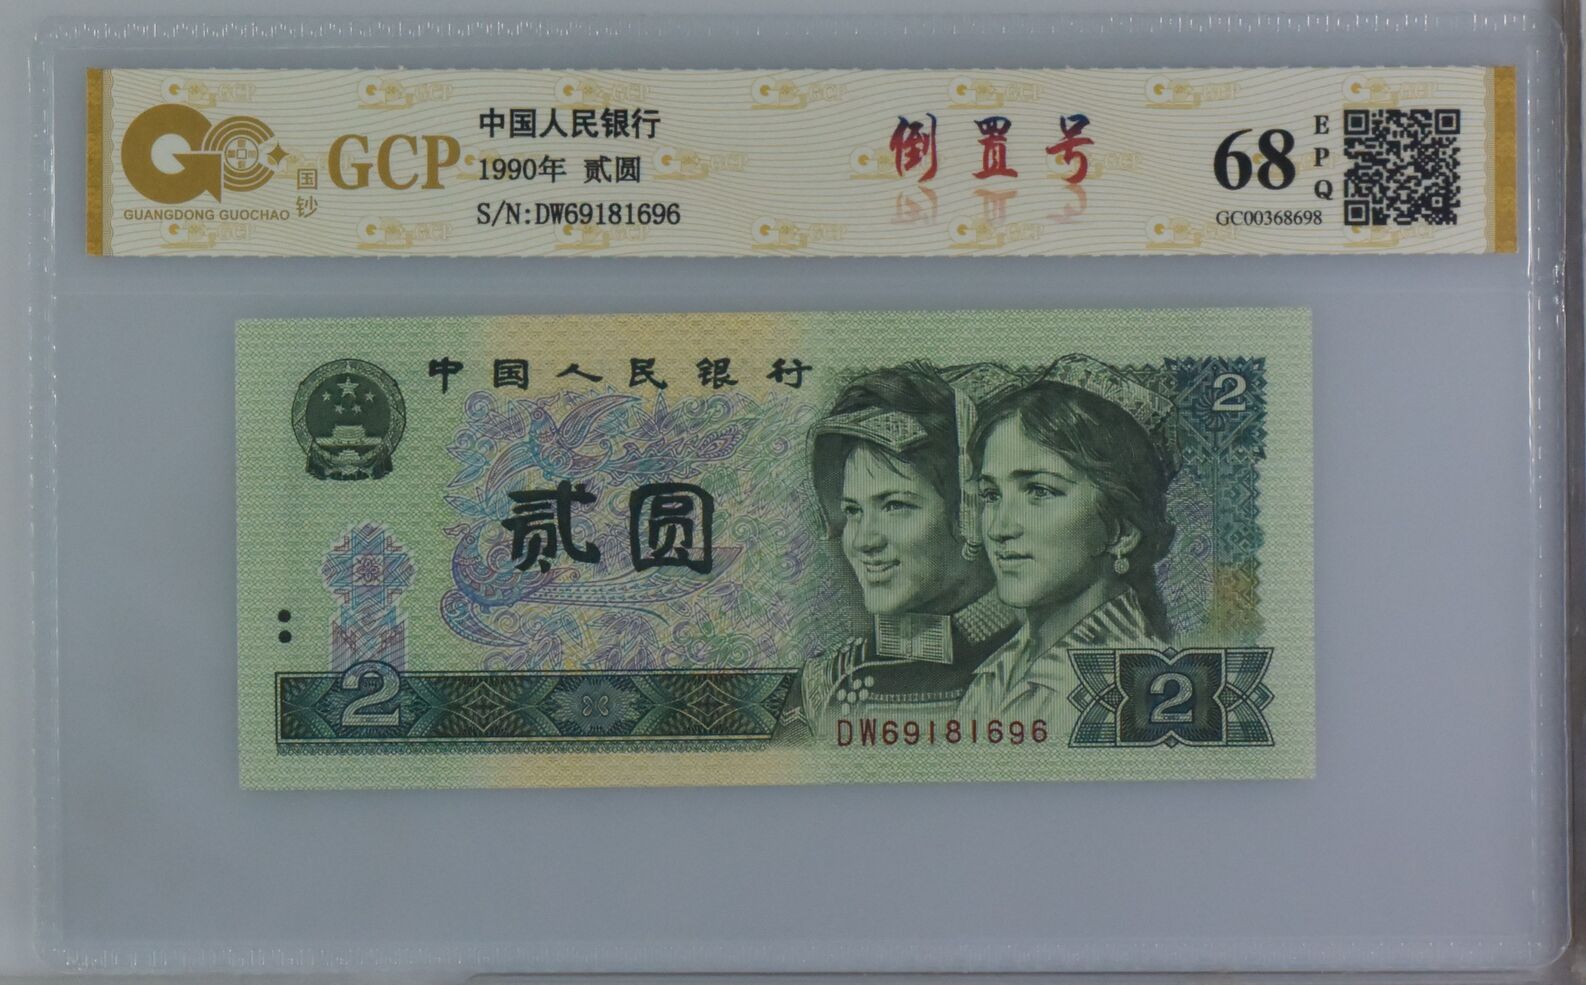 GCP
国钞
GUANGDONG GUOCHAO
中国人民银行
1990年 贰圆
S/N:DW69181696
倒置号
68
EPQ
GC00368698
中国人民银行
2
贰圆
2
DW69181696
2